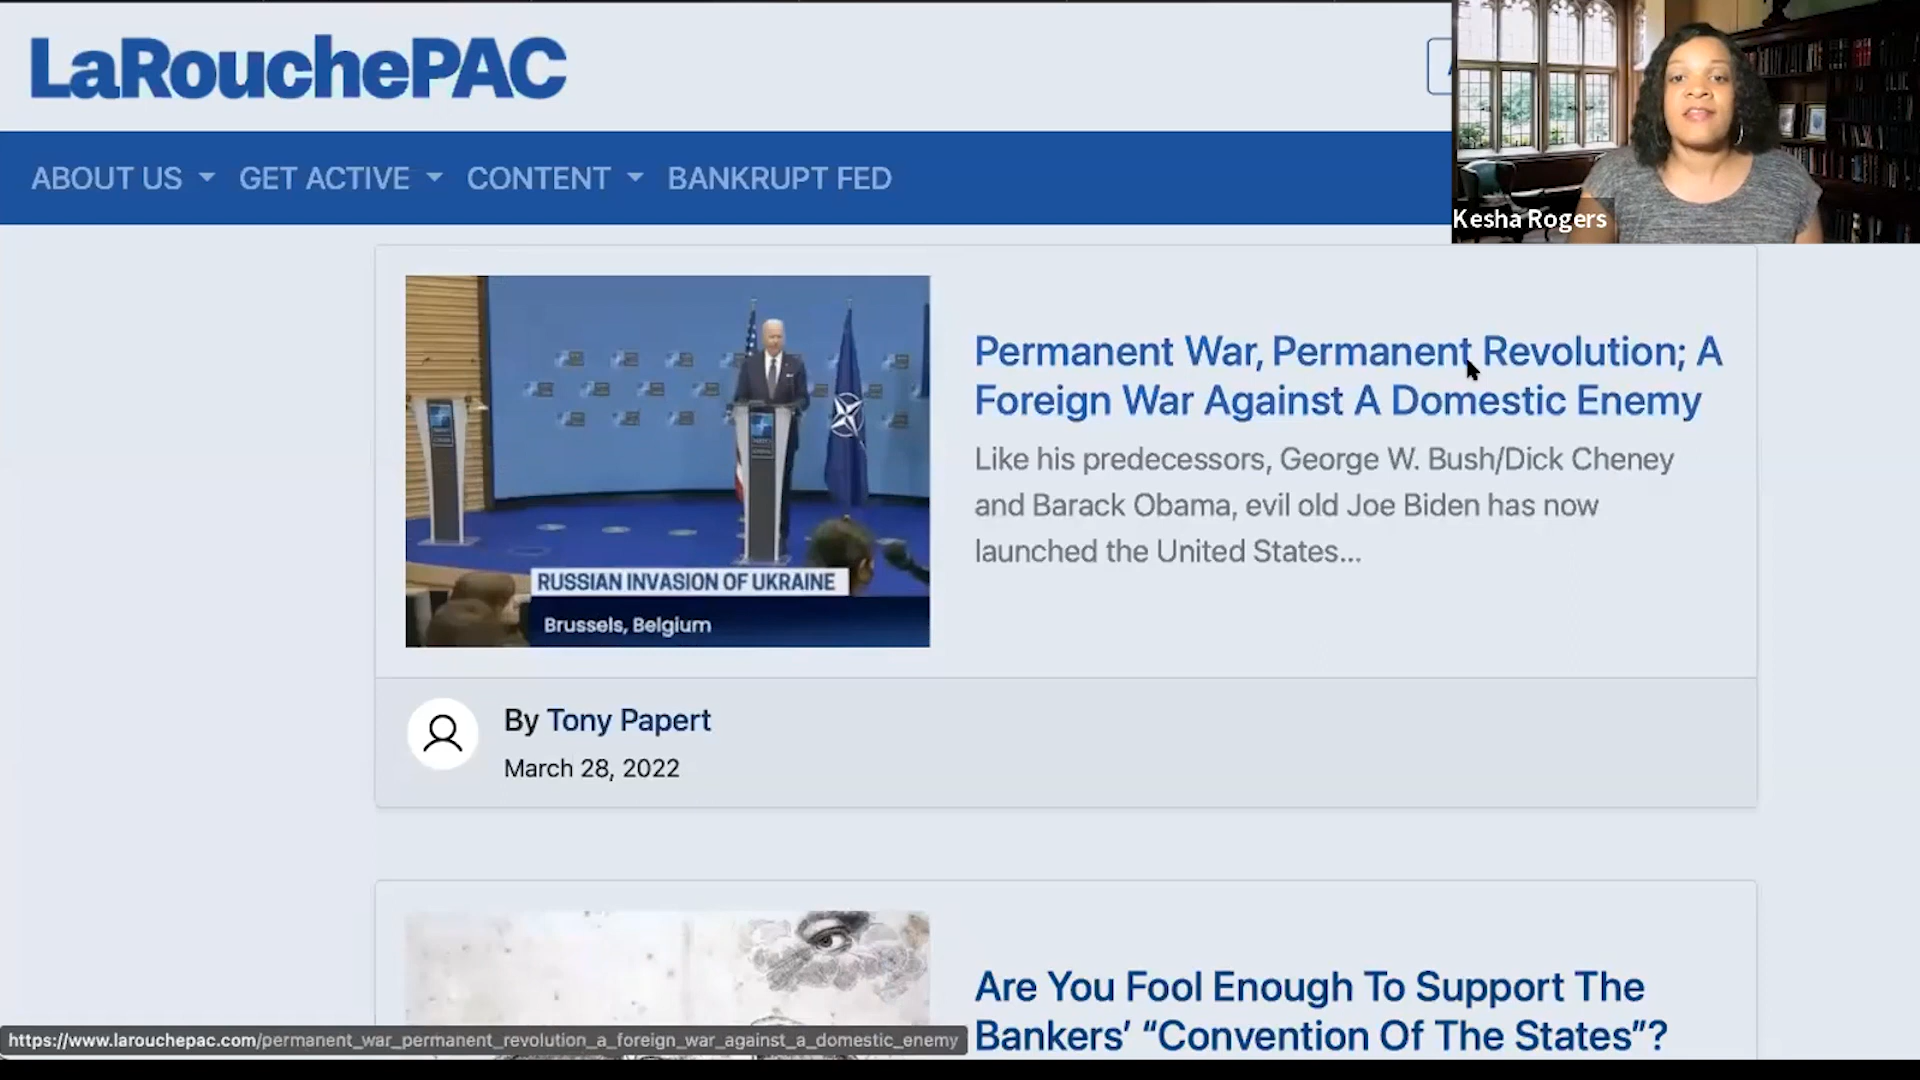 LaRouchePAC
ABOUT US GET ACTIVE CONTENT BANKRUPT FED
Kesha Rogers
Permanent War, Permanent Revolution; A
Foreign War Against A Domestic Enemy
Like his predecessors, George W. Bush/Dick Cheney
and Barack Obama, evil old Joe Biden has now
launched the United States...
RUSSIAN INVASION OF UKRAINE
Brussels, Belgium
By Tony Papert
March 28, 2022
Are You Fool Enough To Support The
Bankers’ “Convention Of The States”?
https://www.larouchepac.com/permanent_war_permanent_revolution_a_foreign_war_against_a_domestic_enemy